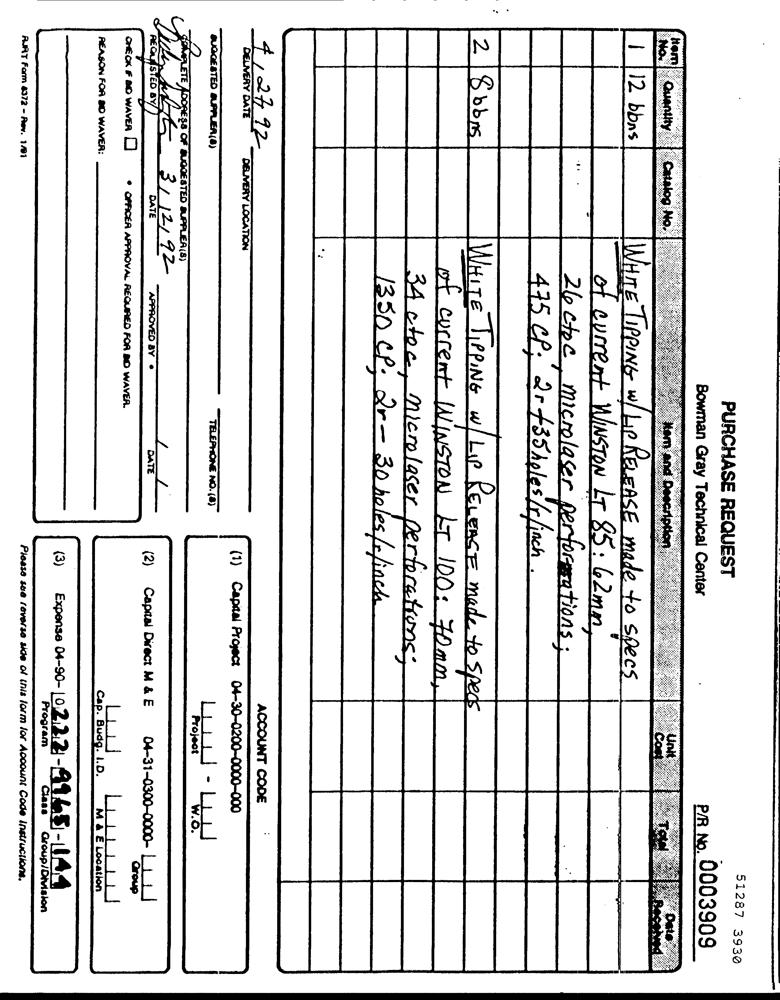 51287 3930
PURCHASE REQUEST
Bowman Gray Technical Center
P/R No. 0003909
Item No. Quantity Catalog No. Item and Description Unit Cost Total Date Received
1 12 bbns WHITE TIPPING w/ LIP RELEASE made to specs
of current WINSTON LT 85: 62mm,
26 ctoc, microlaser perforations;
475 CP; 2r - 35 holes/r/inch.
2 8 bbns WHITE TIPPING w/ LIP RELEASE made to specs
of current WINSTON LT 100: 70mm,
34 ctoc, microlaser perforations;
1350 CP; 2r - 30 holes/r/inch
4/27/92
DELIVERY DATE DELIVERY LOCATION
SUGGESTED SUPPLIER(S) TELEPHONE NO.(S)
COMPLETE ADDRESS OF SUGGESTED SUPPLIER(S)
3/12/92 / /
REQUESTED BY DATE APPROVED BY * DATE
CHECK IF BID WAIVER * OFFICER APPROVAL REQUIRED FOR BID WAIVER.
REASON FOR BID WAIVER:
RJRT Form 6372 - Rev. 1/91
ACCOUNT CODE
(1) Capital Project 04-30-0200-0000-000
Project - W.O.
(2) Capital Direct M & E 04-31-0300-0000-
Group
Cap. Budg. I.D. M & E Location
(3) Expense 04-90-0222-9965-144
Program Class Group/Division
Please see reverse side of this form for Account Code Instructions.